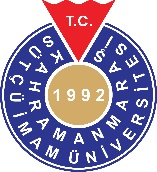 T.C.
KAHRAMANMARAŞ
SÜTÇÜ İMAM ÜNİVERSİTESİ
1992